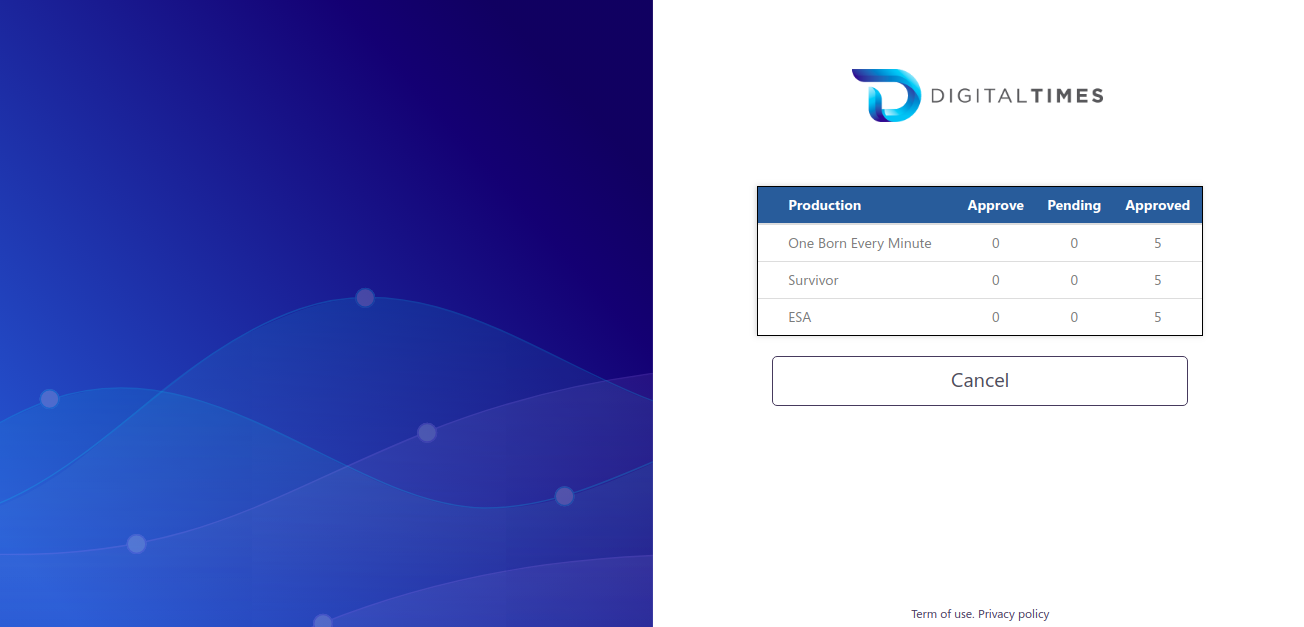 DIGITALTIMES
Production Approve Pending Approved
One Born Every Minute 0 0 5
Survivor 0 0 5
ESA 0 0 5
Cancel
Term of use. Privacy policy